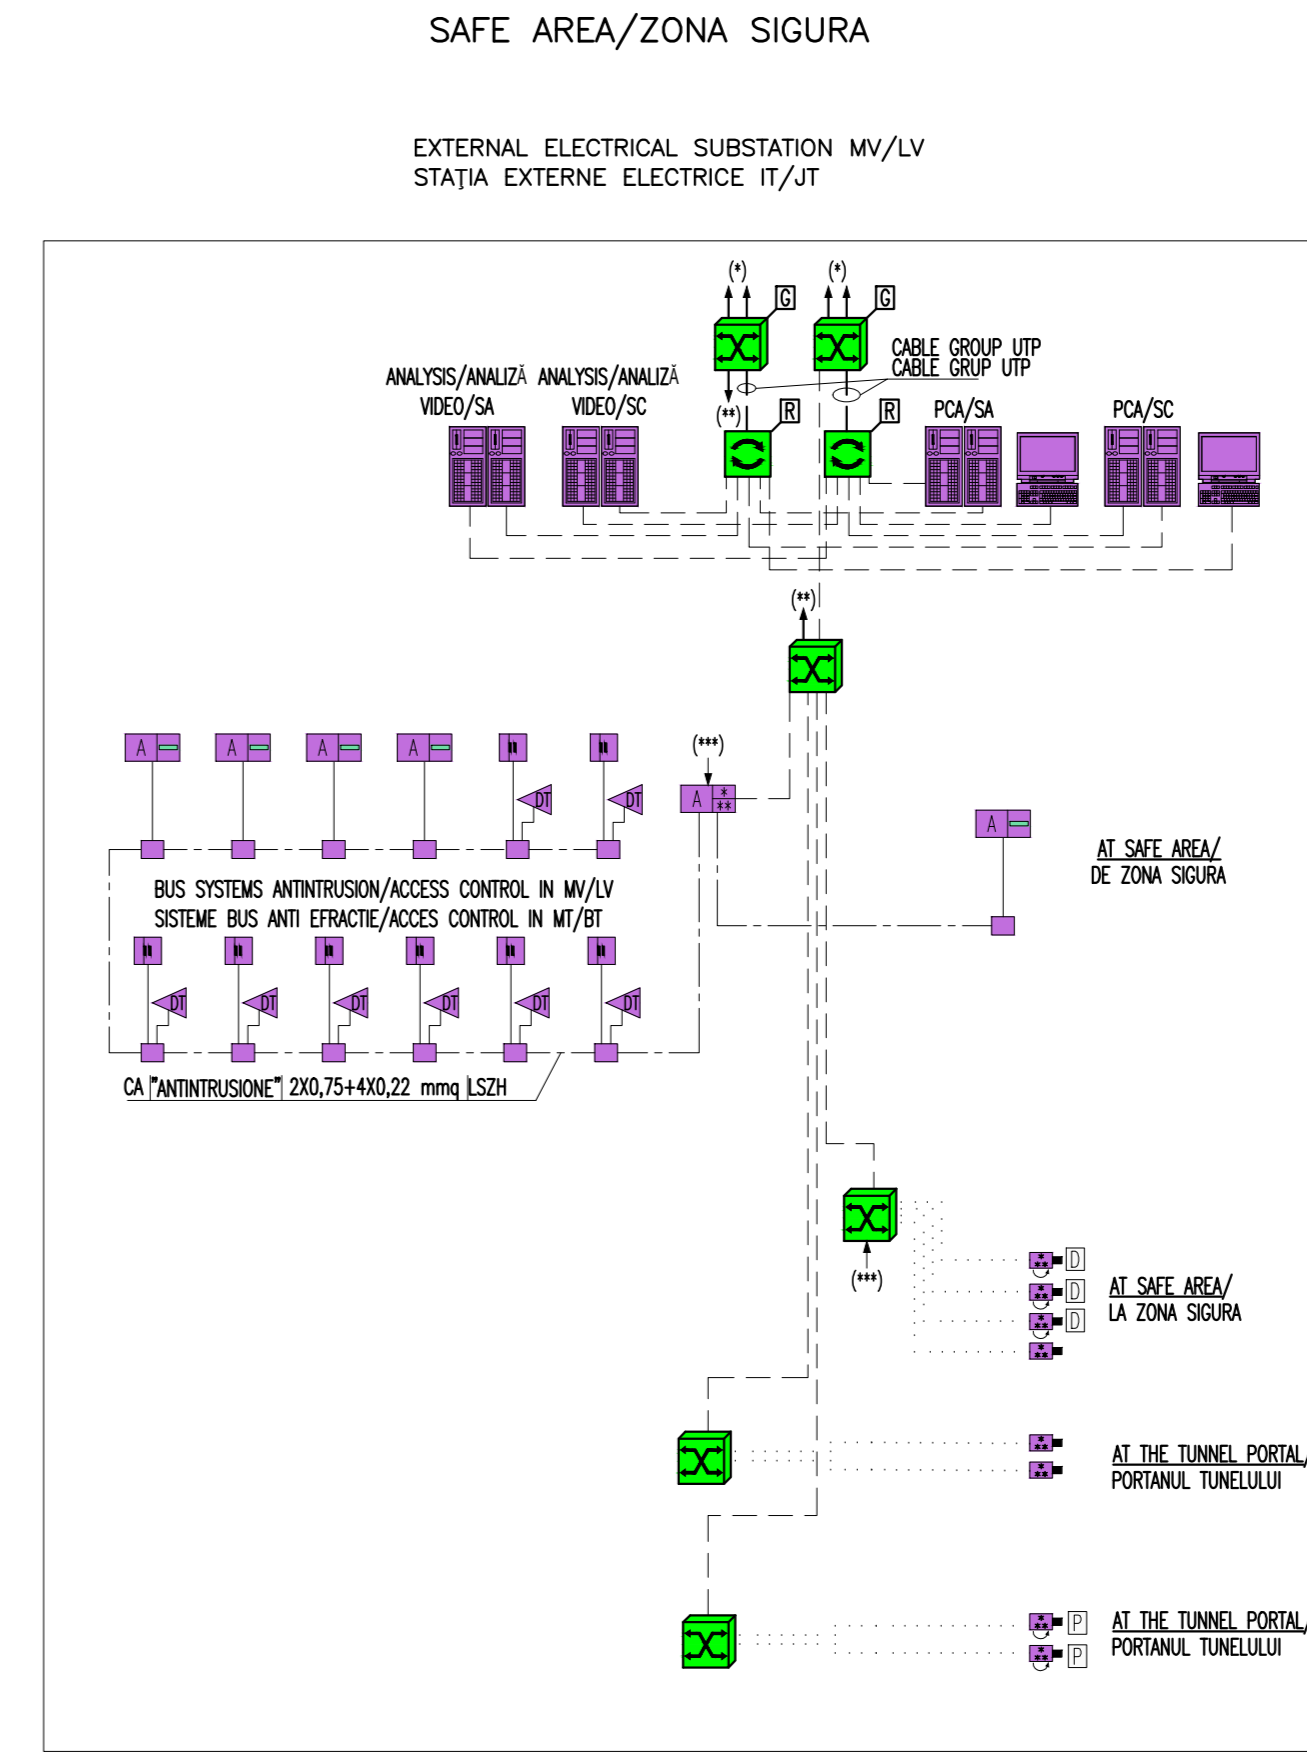 SAFE AREA/ZONA SIGURA
EXTERNAL ELECTRICAL SUBSTATION MV/LV
STAŢIA EXTERNE ELECTRICE IT/JT
(*) (*)
G G
CABLE GROUP UTP
CABLE GRUP UTP
ANALYSIS/ANALIZĂ ANALYSIS/ANALIZĂ
VIDEO/SA VIDEO/SC
(**) R R PCA/SA PCA/SC
(**)
A A A A (***)
DT DT A * **
A
AT SAFE AREA/
DE ZONA SIGURA
BUS SYSTEMS ANTINTRUSION/ACCESS CONTROL IN MV/LV
SISTEME BUS ANTI EFRACTIE/ACCES CONTROL IN MT/BT
DT DT DT DT DT DT
CA "ANTINTRUSIONE" 2X0,75+4X0,22 mmq LSZH
(***)
* ** D
* ** D
* ** D
* **
AT SAFE AREA/
LA ZONA SIGURA
* **
* **
AT THE TUNNEL PORTAL/
PORTANUL TUNELULUI
* ** P
* ** P
AT THE TUNNEL PORTAL/
PORTANUL TUNELULUI